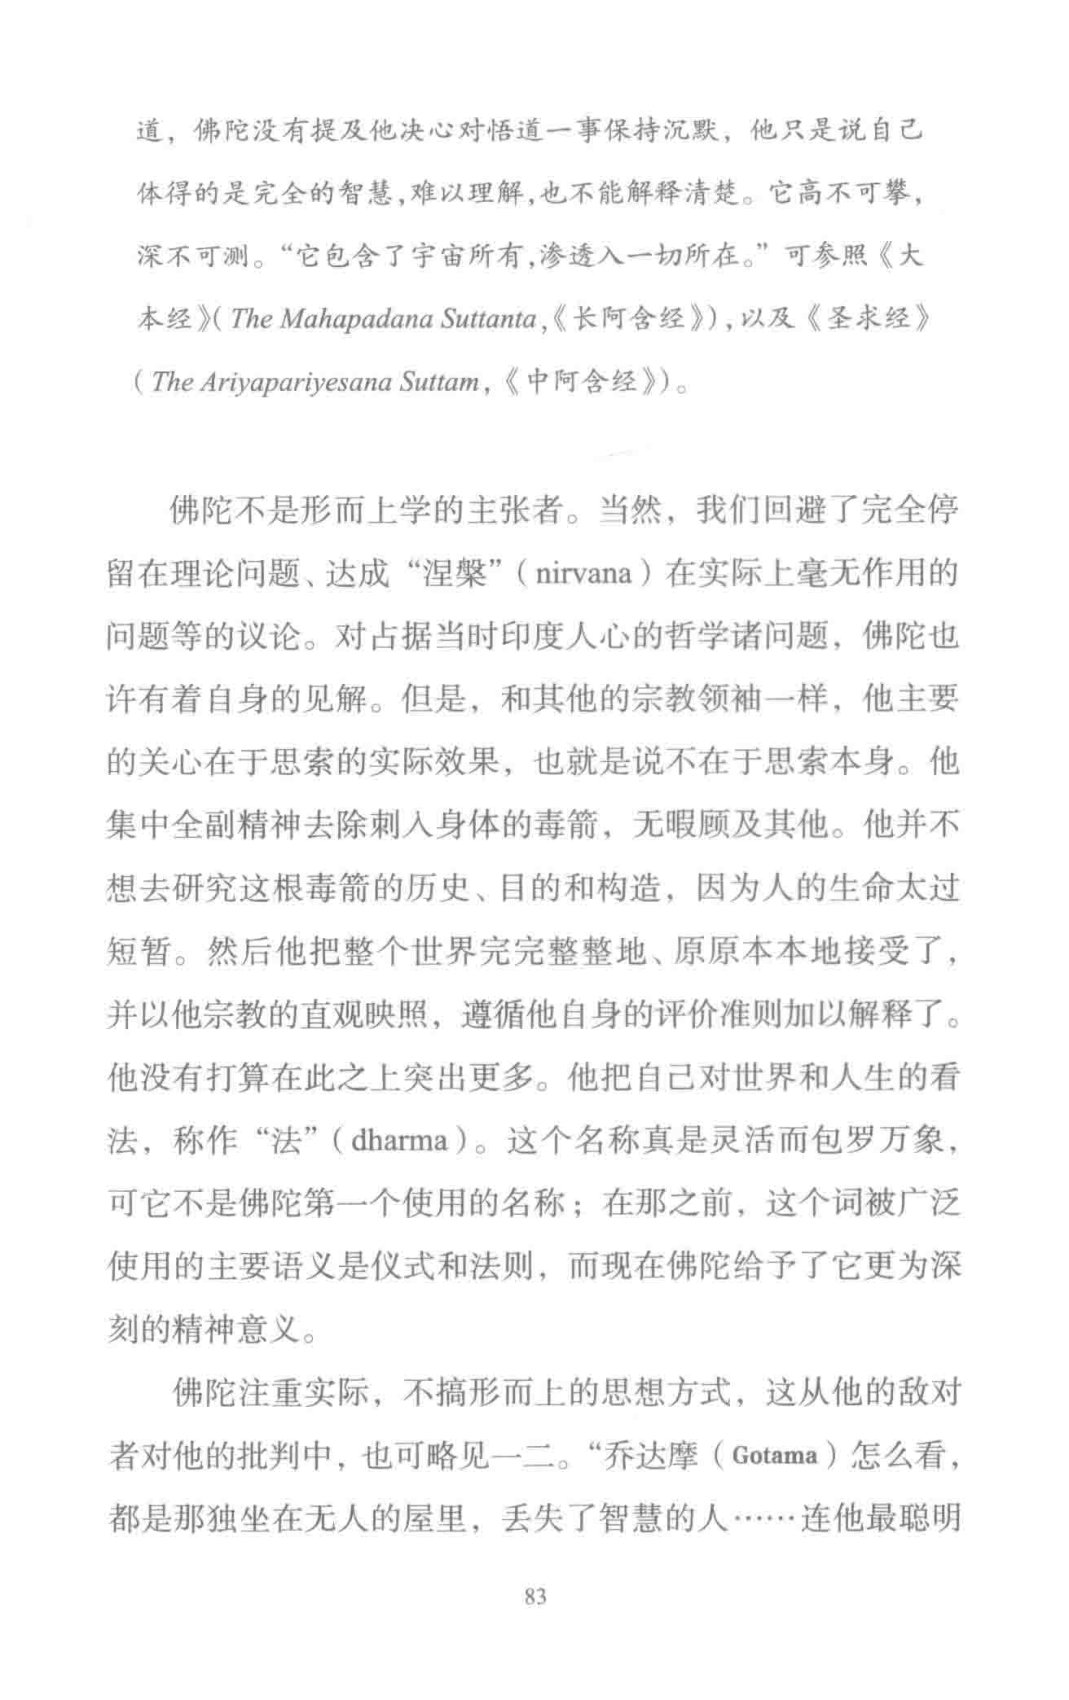 道，佛陀没有提及他决心对悟道一事保持沉默，他只是说自己
体得的是完全的智慧，难以理解，也不能解释清楚。它高不可攀，
深不可测。“它包含了宇宙所有，渗透入一切所在。”可参照《大
本经》（The Mahapadana Suttanta，《长阿含经》），以及《圣求经》
（The Ariyapariyesana Suttam，《中阿含经》）。
佛陀不是形而上学的主张者。当然，我们回避了完全停
留在理论问题、达成“涅槃”（nirvana）在实际上毫无作用的
问题等的议论。对占据当时印度人心的哲学诸问题，佛陀也
许有着自身的见解。但是，和其他的宗教领袖一样，他主要
的关心在于思索的实际效果，也就是说不在于思索本身。他
集中全副精神去除刺入身体的毒箭，无暇顾及其他。他并不
想去研究这根毒箭的历史、目的和构造，因为人的生命太过
短暂。然后他把整个世界完完整整地、原原本本地接受了，
并以他宗教的直观映照，遵循他自身的评价准则加以解释了。
他没有打算在此之上突出更多。他把自己对世界和人生的看
法，称作“法”（dharma）。这个名称真是灵活而包罗万象，
可它不是佛陀第一个使用的名称；在那之前，这个词被广泛
使用的主要语义是仪式和法则，而现在佛陀给予了它更为深
刻的精神意义。
佛陀注重实际，不搞形而上的思想方式，这从他的敌对
者对他的批判中，也可略见一二。“乔达摩（Gotama）怎么看，
都是那独坐在无人的屋里，丢失了智慧的人……连他最聪明
83